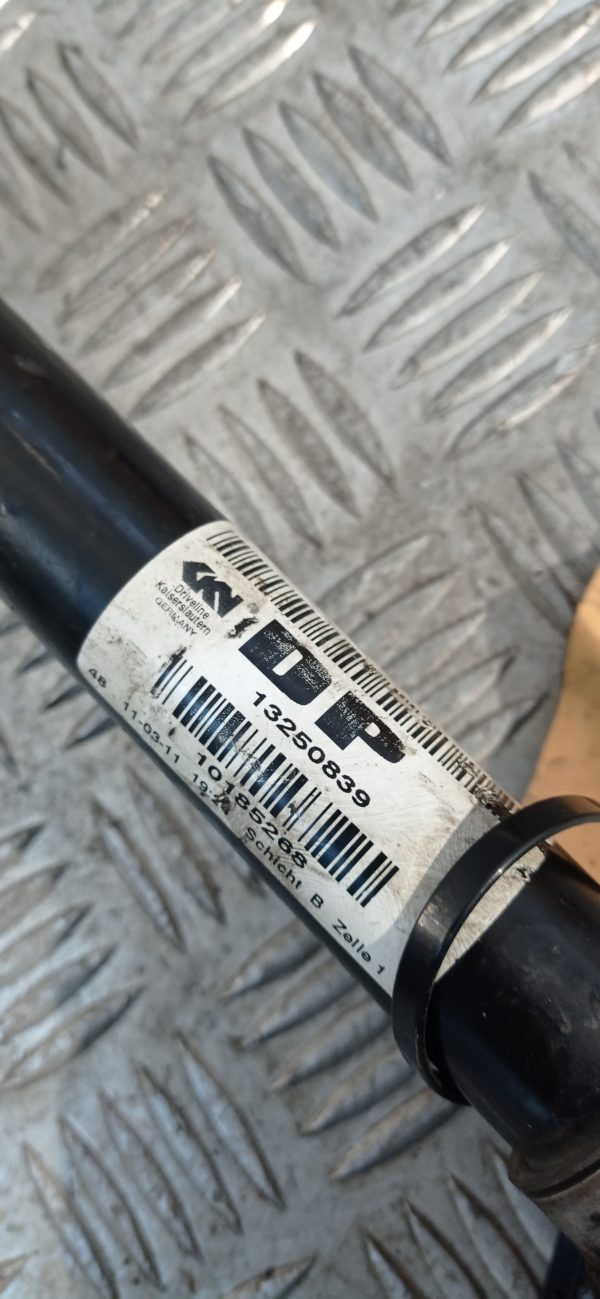 GKN
Driveline
Kaiserslautern
GERMANY
DP
13250839
10185268
48 11-03-11 Schicht B Zelle 1